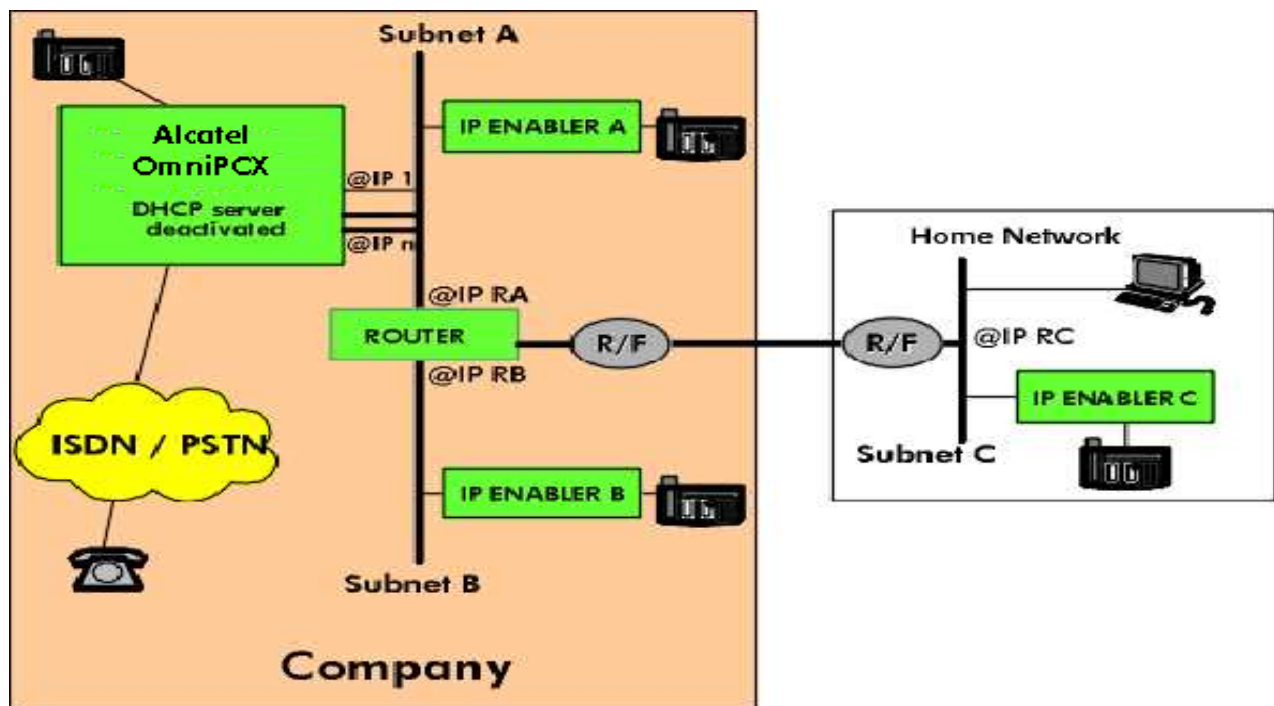 Subnet A
Alcatel
OmniPCX
DHCP server
deactivated
@IP 1
@IP n
IP ENABLER A
@IP RA
ROUTER
@IP RB
R/F
R/F
Home Network
@IP RC
IP ENABLER C
Subnet C
ISDN / PSTN
IP ENABLER B
Subnet B
Company